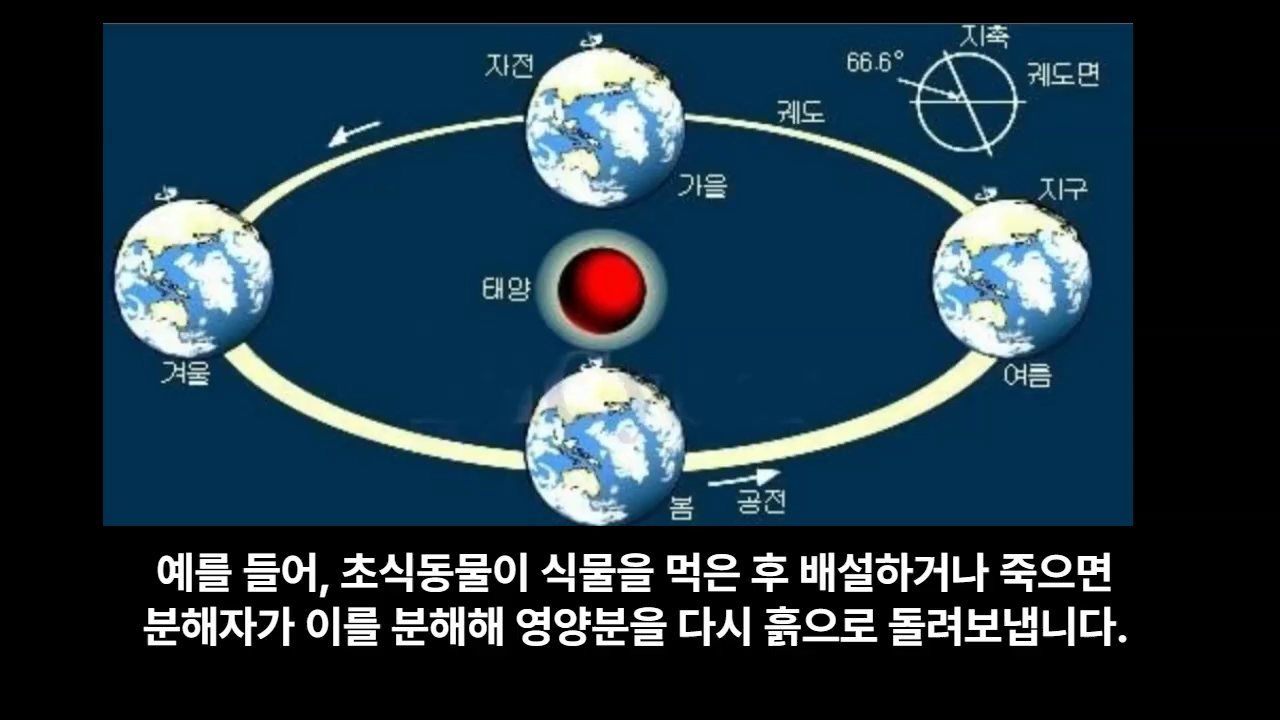 지축
66.6°
궤도면
자전
궤도
가을
지구
태양
겨울
여름
봄
공전
예를 들어, 초식동물이 식물을 먹은 후 배설하거나 죽으면
분해자가 이를 분해해 영양분을 다시 흙으로 돌려보냅니다.